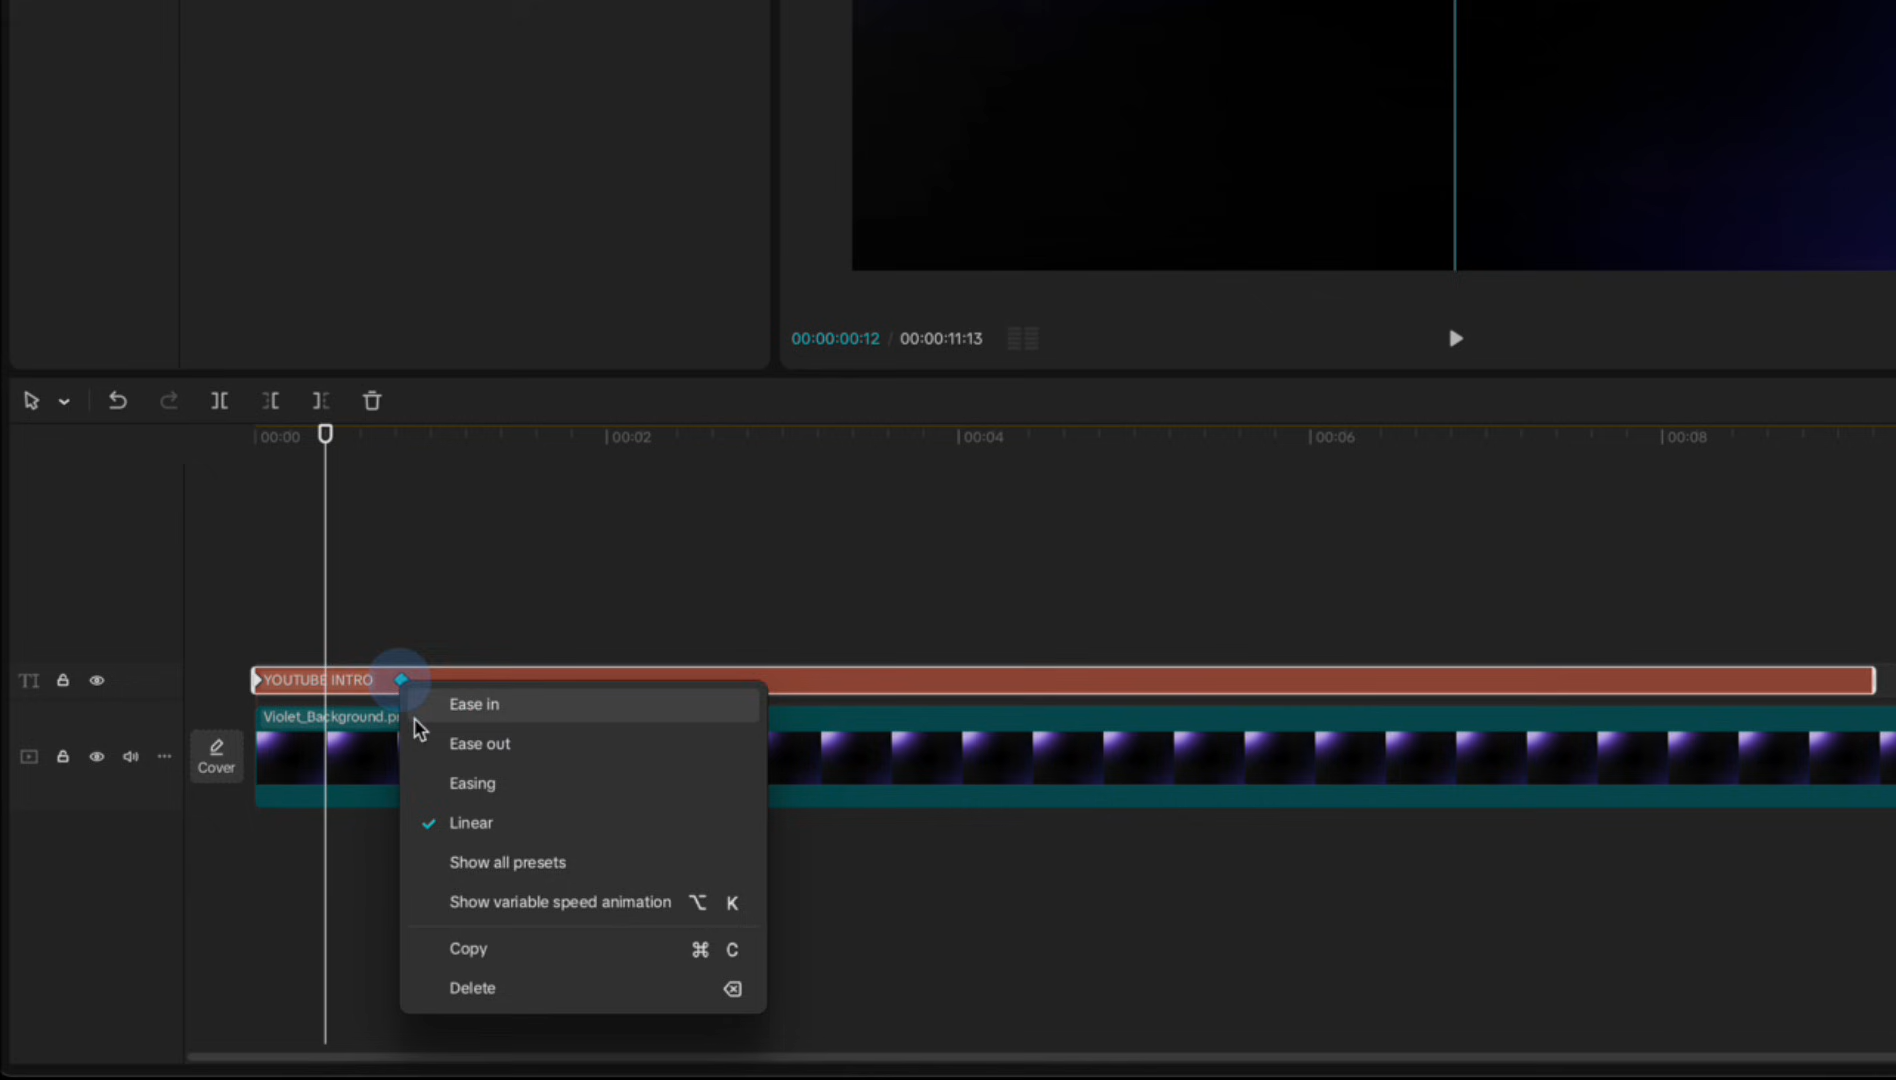 00:00:00:12 / 00:00:11:13
00:00 00:02 00:04 00:06 00:08
YOUTUBE INTRO
Violet_Background.p
Cover
Ease in
Ease out
Easing
Linear
Show all presets
Show variable speed animation ⌥ K
Copy ⌘ C
Delete